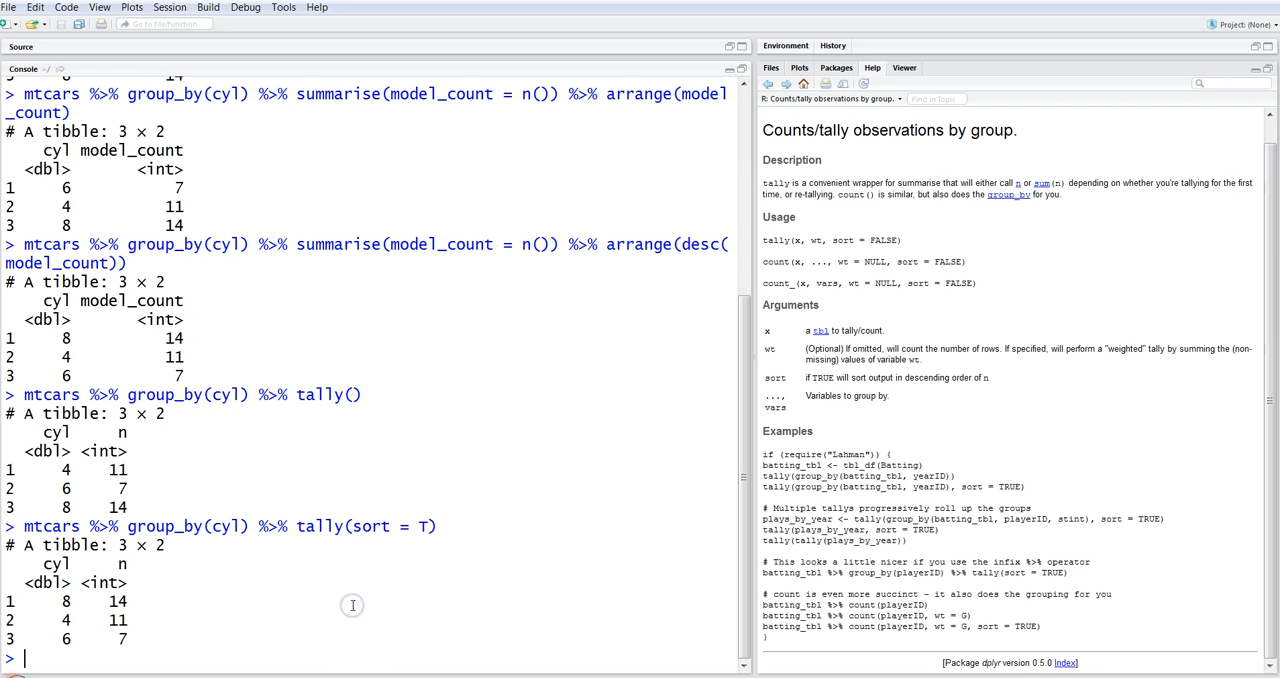 File Edit Code View Plots Session Build Debug Tools Help
Go to file/function
Project: (None)
Source
Console ~/
> mtcars %>% group_by(cyl) %>% summarise(model_count = n()) %>% arrange(model
_count)
# A tibble: 3 × 2
cyl model_count
<dbl> <int>
1 6 7
2 4 11
3 8 14
> mtcars %>% group_by(cyl) %>% summarise(model_count = n()) %>% arrange(desc(
model_count))
# A tibble: 3 × 2
cyl model_count
<dbl> <int>
1 8 14
2 4 11
3 6 7
> mtcars %>% group_by(cyl) %>% tally()
# A tibble: 3 × 2
cyl n
<dbl> <int>
1 4 11
2 6 7
3 8 14
> mtcars %>% group_by(cyl) %>% tally(sort = T)
# A tibble: 3 × 2
cyl n
<dbl> <int>
1 8 14
2 4 11
3 6 7
>
Environment History
Files Plots Packages Help Viewer
R: Counts/tally observations by group. Find in Topic
Counts/tally observations by group.
Description
tally is a convenient wrapper for summarise that will either call n or sum(n) depending on whether you're tallying for the first
time, or re-tallying. count() is similar, but also does the group_by for you.
Usage
tally(x, wt, sort = FALSE)
count(x, ..., wt = NULL, sort = FALSE)
count_(x, vars, wt = NULL, sort = FALSE)
Arguments
x a tbl to tally/count.
wt (Optional) If omitted, will count the number of rows. If specified, will perform a "weighted" tally by summing the (non-
missing) values of variable wt.
sort if TRUE will sort output in descending order of n
..., Variables to group by.
vars
Examples
if (require("Lahman")) {
batting_tbl <- tbl_df(Batting)
tally(group_by(batting_tbl, yearID))
tally(group_by(batting_tbl, yearID), sort = TRUE)
# Multiple tallys progressively roll up the groups
plays_by_year <- tally(group_by(batting_tbl, playerID, stint), sort = TRUE)
tally(plays_by_year, sort = TRUE)
tally(tally(plays_by_year))
# This looks a little nicer if you use the infix %>% operator
batting_tbl %>% group_by(playerID) %>% tally(sort = TRUE)
# count is even more succinct - it also does the grouping for you
batting_tbl %>% count(playerID)
batting_tbl %>% count(playerID, wt = G)
batting_tbl %>% count(playerID, wt = G, sort = TRUE)
}
[Package dplyr version 0.5.0 Index]